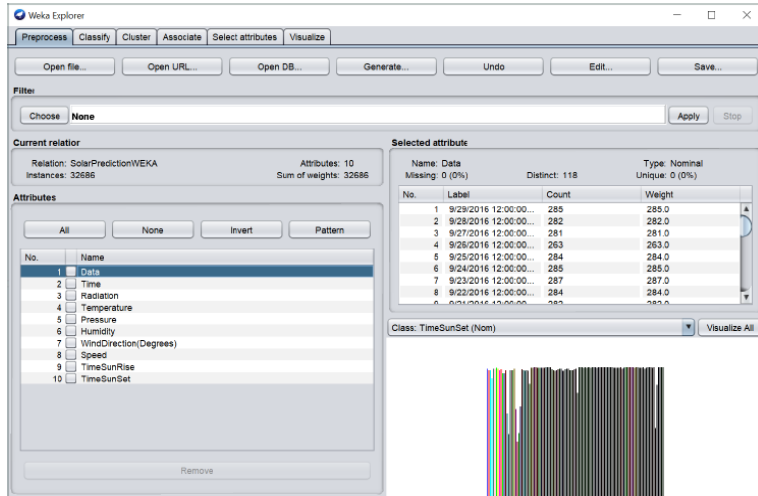 Weka Explorer
Preprocess Classify Cluster Associate Select attributes Visualize
Open file... Open URL... Open DB... Generate... Undo Edit... Save...
Filter
Choose None Apply Stop
Current relation
Relation: SolarPredictionWEKA Attributes: 10
Instances: 32686 Sum of weights: 32686
Attributes
All None Invert Pattern
No. Name
1 Data
2 Time
3 Radiation
4 Temperature
5 Pressure
6 Humidity
7 WindDirection(Degrees)
8 Speed
9 TimeSunRise
10 TimeSunSet
Remove
Selected attribute
Name: Data Type: Nominal
Missing: 0 (0%) Distinct: 118 Unique: 0 (0%)
No. Label Count Weight
1 9/29/2016 12:00:00... 285 285.0
2 9/28/2016 12:00:00... 282 282.0
3 9/27/2016 12:00:00... 281 281.0
4 9/26/2016 12:00:00... 263 263.0
5 9/25/2016 12:00:00... 284 284.0
6 9/24/2016 12:00:00... 285 285.0
7 9/23/2016 12:00:00... 287 287.0
8 9/22/2016 12:00:00... 284 284.0
Class: TimeSunSet (Nom) Visualize All